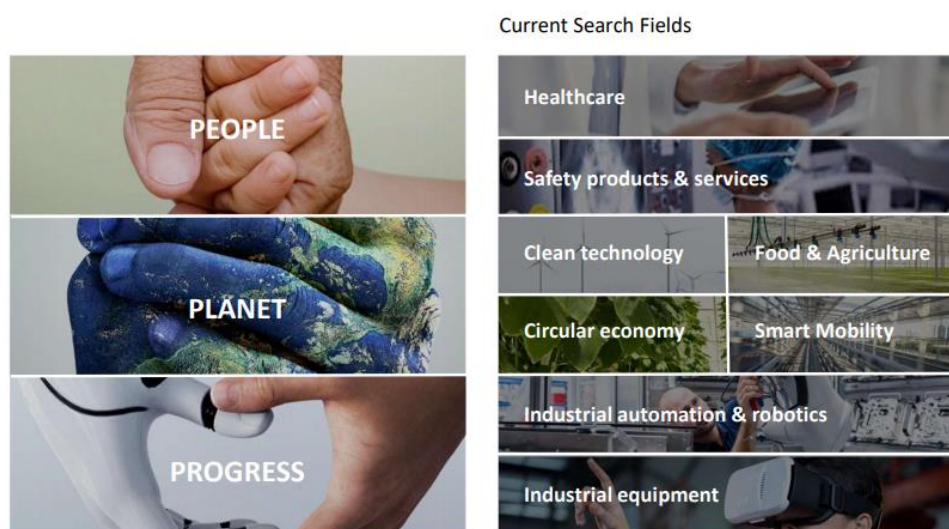 Current Search Fields
PEOPLE
PLANET
PROGRESS
Healthcare
Safety products & services
Clean technology
Food & Agriculture
Circular economy
Smart Mobility
Industrial automation & robotics
Industrial equipment